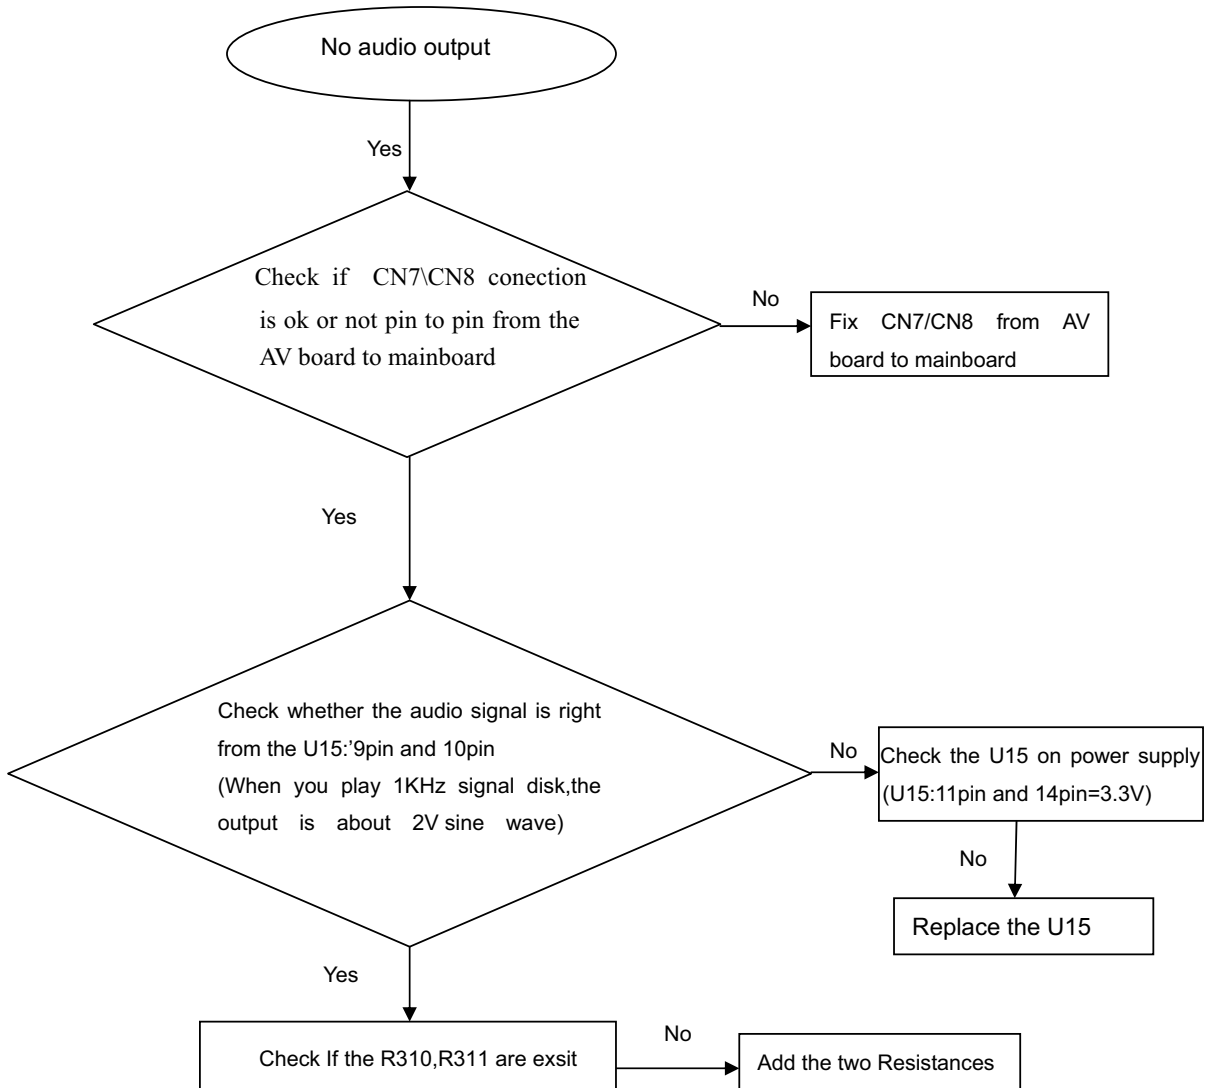 No audio output
Yes
Check if CN7\CN8 conection
is ok or not pin to pin from the
AV board to mainboard
No
Fix CN7/CN8 from AV
board to mainboard
Yes
Check whether the audio signal is right
from the U15:'9pin and 10pin
(When you play 1KHz signal disk,the
output is about 2V sine wave)
No
Check the U15 on power supply
(U15:11pin and 14pin=3.3V)
No
Replace the U15
Yes
Check If the R310,R311 are exsit
No
Add the two Resistances